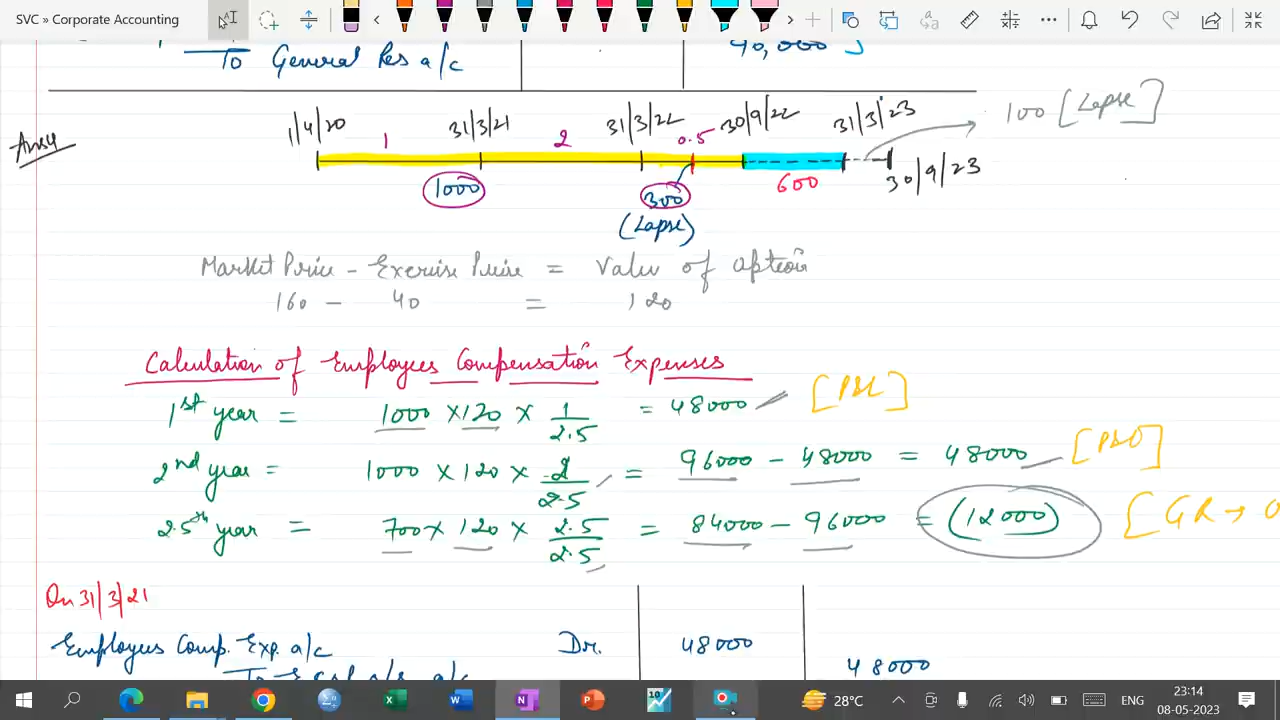 SVC » Corporate Accounting
To General Res a/c
90,000
Ans4
1/4/20
31/3/21
31/3/22
30/9/22
31/3/23
30/9/23
100 [Lapse]
1
2
0.5
1000
300
(Lapse)
600
Market Price - Exercise Price = Value of option
160 - 40 = 120
Calculation of Employees Compensation Expenses
1st year = 1000 × 120 × 1/2.5 = 48000
2nd year = 1000 × 120 × 2/2.5 = 96000 - 48000 = 48000
2.5th year = 700 × 120 × 2.5/2.5 = 84000 - 96000 = (12000)
On 31/3/21
Employees Comp. Exp. a/c Dr. 48000
48000
28°C
ENG
23:14
08-05-2023